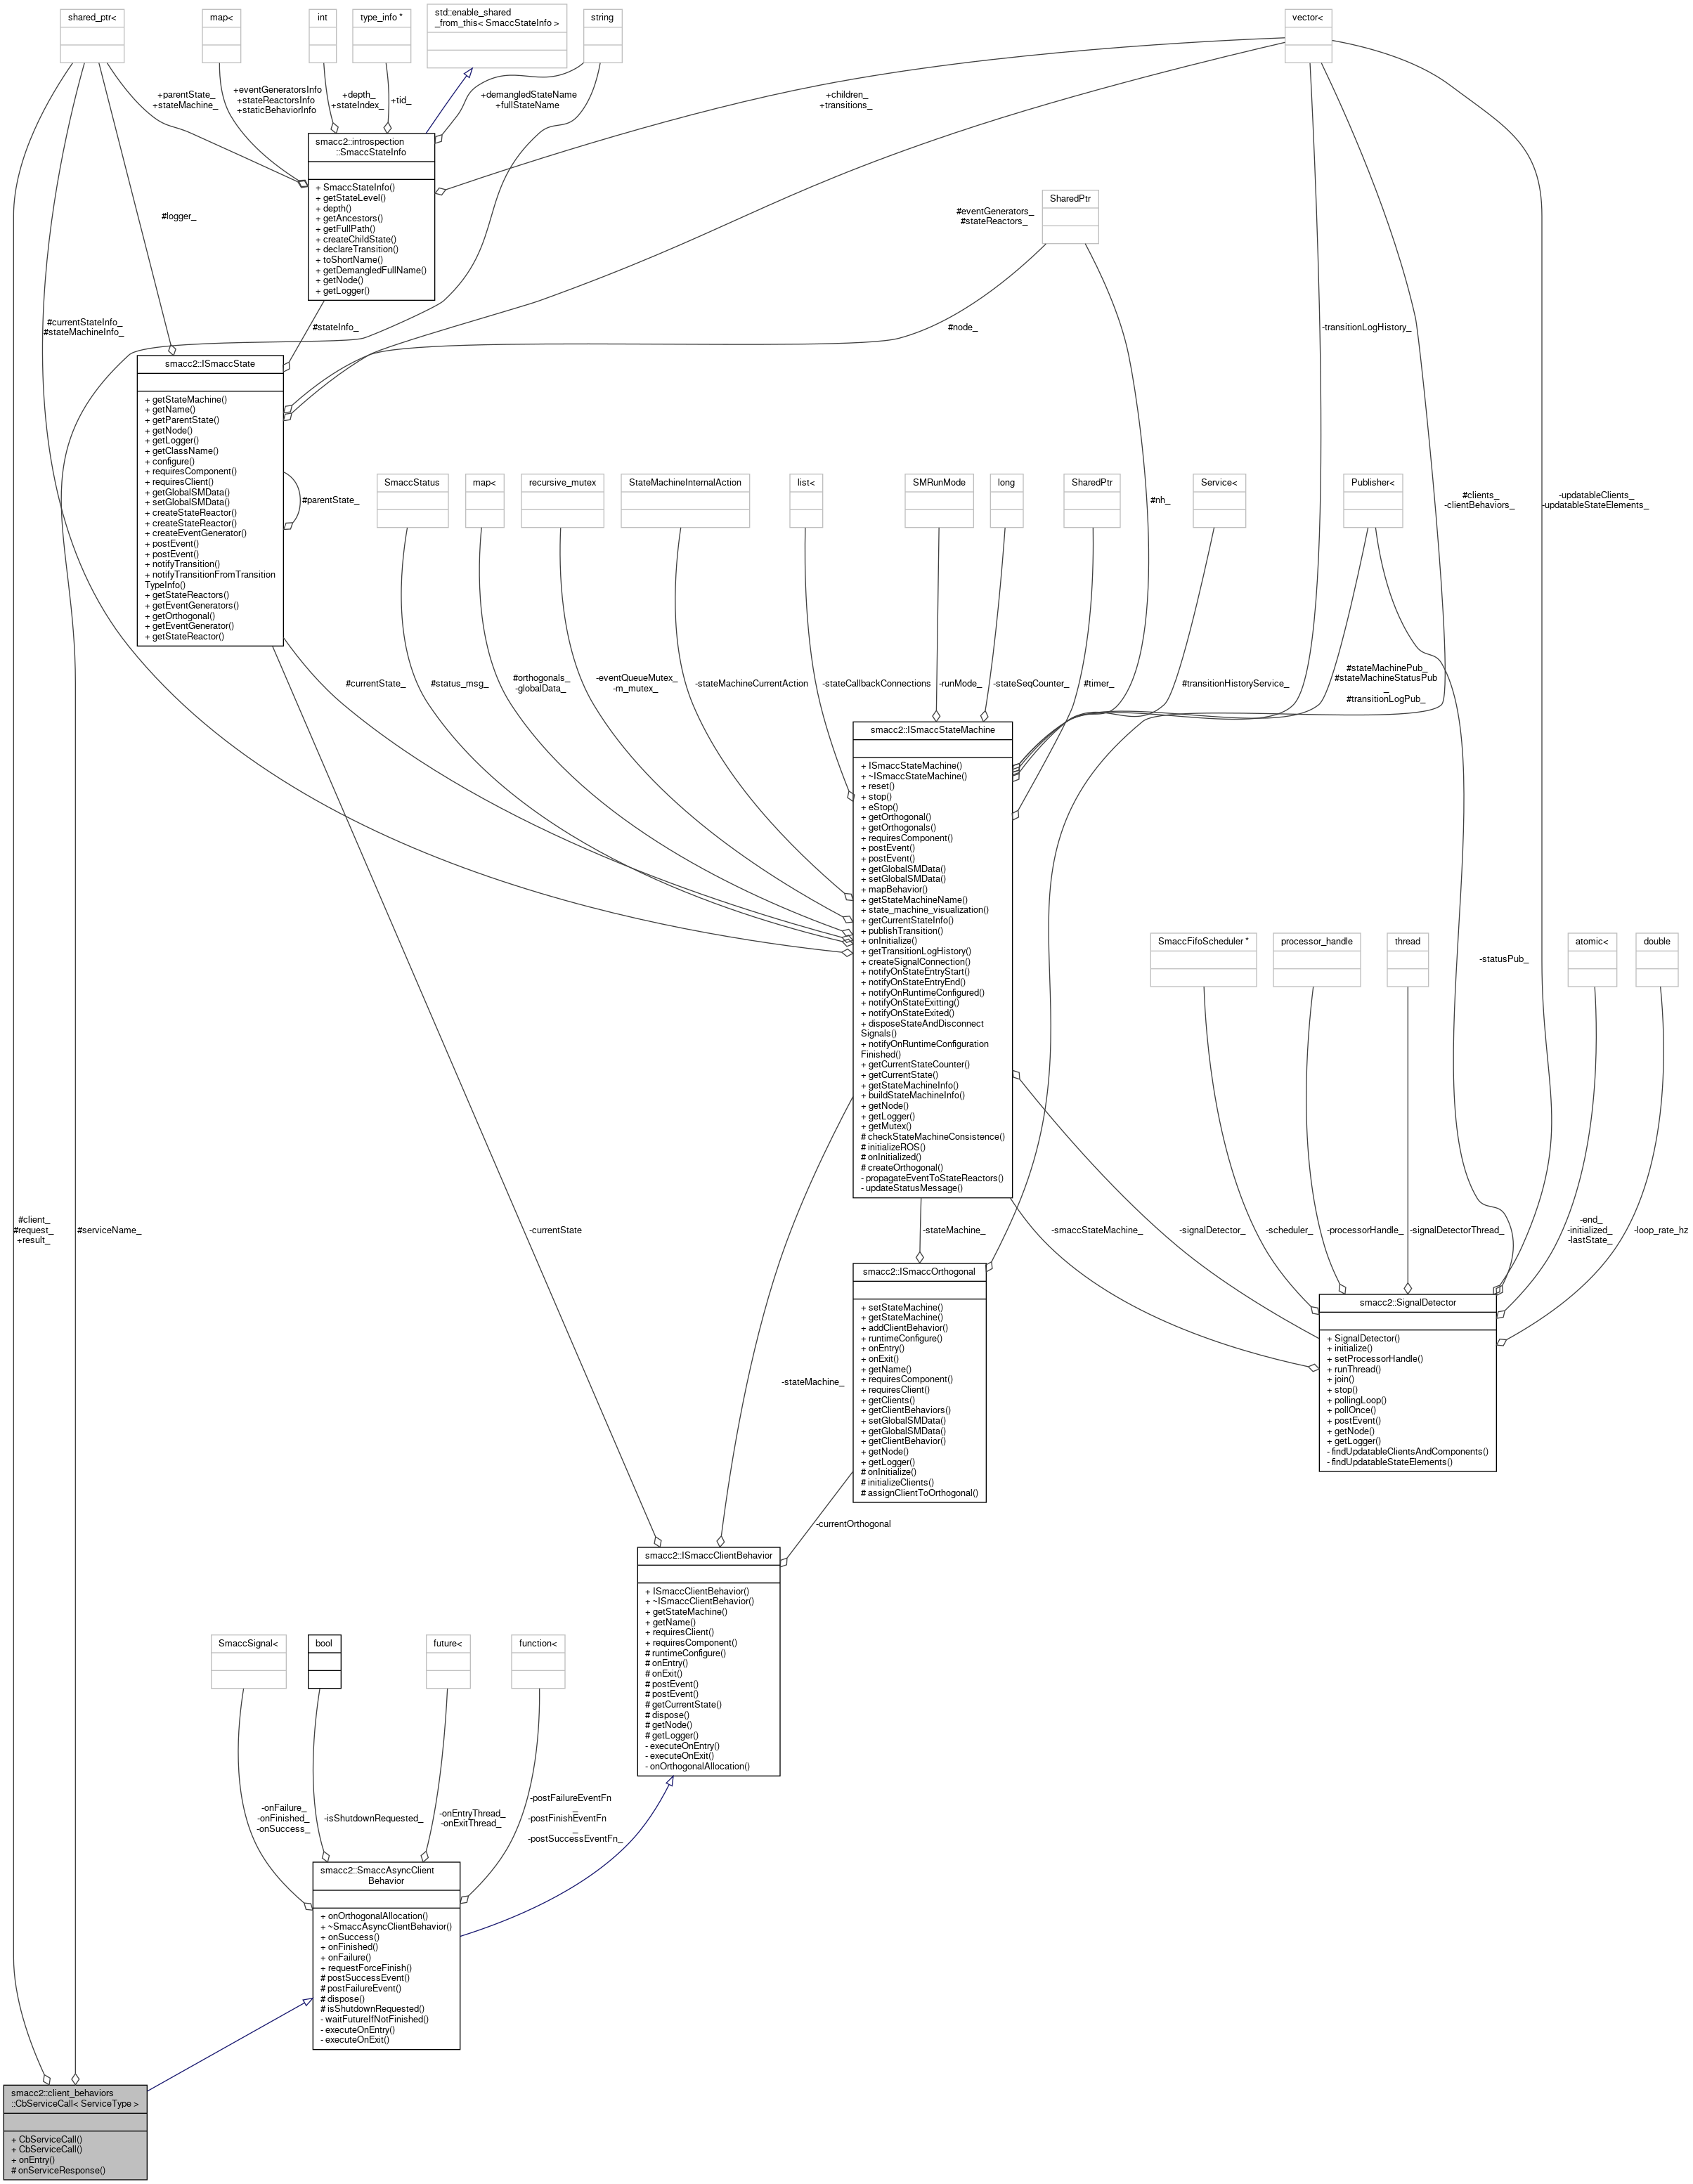 shared_ptr<
map<
int
type_info *
std::enable_shared
_from_this< SmaccStateInfo >
string
vector<
+parentState_
+stateMachine_
+eventGeneratorsInfo
+stateReactorsInfo
+staticBehaviorInfo
+depth_
+stateIndex_
+tid_
+demangledStateName
+fullStateName
+children_
+transitions_
smacc2::introspection
::SmaccStateInfo
+ SmaccStateInfo()
+ getStateLevel()
+ depth()
+ getAncestors()
+ getFullPath()
+ createChildState()
+ declareTransition()
+ toShortName()
+ getDemangledFullName()
+ getNode()
+ getLogger()
#logger_
#eventGenerators_
#stateReactors_
SharedPtr
#currentStateInfo_
#stateMachineInfo_
#stateInfo_
#node_
-transitionLogHistory_
smacc2::ISmaccState
+ getStateMachine()
+ getName()
+ getParentState()
+ getNode()
+ getLogger()
+ getClassName()
+ configure()
+ requiresComponent()
+ requiresClient()
+ getGlobalSMData()
+ setGlobalSMData()
+ createStateReactor()
+ createStateReactor()
+ createEventGenerator()
+ postEvent()
+ postEvent()
+ notifyTransition()
+ notifyTransitionFromTransition
TypeInfo()
+ getStateReactors()
+ getEventGenerators()
+ getOrthogonal()
+ getEventGenerator()
+ getStateReactor()
#parentState_
SmaccStatus
map<
recursive_mutex
StateMachineInternalAction
list<
SMRunMode
long
SharedPtr
#nh_
Service<
Publisher<
#clients_
-clientBehaviors_
-updatableClients_
-updatableStateElements_
#currentState_
#status_msg_
#orthogonals_
-globalData_
-eventQueueMutex_
-m_mutex_
-stateMachineCurrentAction
-stateCallbackConnections
-runMode_
-stateSeqCounter_
#timer_
#transitionHistoryService_
#stateMachinePub_
#stateMachineStatusPub
_
#transitionLogPub_
smacc2::ISmaccStateMachine
+ ISmaccStateMachine()
+ ~ISmaccStateMachine()
+ reset()
+ stop()
+ eStop()
+ getOrthogonal()
+ getOrthogonals()
+ requiresComponent()
+ postEvent()
+ postEvent()
+ getGlobalSMData()
+ setGlobalSMData()
+ mapBehavior()
+ getStateMachineName()
+ state_machine_visualization()
+ getCurrentStateInfo()
+ publishTransition()
+ onInitialize()
+ getTransitionLogHistory()
+ createSignalConnection()
+ notifyOnStateEntryStart()
+ notifyOnStateEntryEnd()
+ notifyOnRuntimeConfigured()
+ notifyOnStateExitting()
+ notifyOnStateExited()
+ disposeStateAndDisconnect
Signals()
+ notifyOnRuntimeConfiguration
Finished()
+ getCurrentStateCounter()
+ getCurrentState()
+ getStateMachineInfo()
+ buildStateMachineInfo()
+ getNode()
+ getLogger()
+ getMutex()
# checkStateMachineConsistence()
# initializeROS()
# onInitialized()
# createOrthogonal()
- propagateEventToStateReactors()
- updateStatusMessage()
SmaccFifoScheduler *
processor_handle
thread
-statusPub_
atomic<
double
#client_
#request_
+result_
#serviceName_
-currentState
-stateMachine_
-smaccStateMachine_
-signalDetector_
-scheduler_
-processorHandle_
-signalDetectorThread_
-end_
-initialized_
-lastState_
-loop_rate_hz
smacc2::ISmaccOrthogonal
+ setStateMachine()
+ getStateMachine()
+ addClientBehavior()
+ runtimeConfigure()
+ onEntry()
+ onExit()
+ getName()
+ requiresComponent()
+ requiresClient()
+ getClients()
+ getClientBehaviors()
+ setGlobalSMData()
+ getGlobalSMData()
+ getClientBehavior()
+ getNode()
+ getLogger()
# onInitialize()
# initializeClients()
# assignClientToOrthogonal()
smacc2::SignalDetector
+ SignalDetector()
+ initialize()
+ setProcessorHandle()
+ runThread()
+ join()
+ stop()
+ pollingLoop()
+ pollOnce()
+ postEvent()
+ getNode()
+ getLogger()
- findUpdatableClientsAndComponents()
- findUpdatableStateElements()
-stateMachine_
-currentOrthogonal
smacc2::ISmaccClientBehavior
+ ISmaccClientBehavior()
+ ~ISmaccClientBehavior()
+ getStateMachine()
+ getName()
+ requiresClient()
+ requiresComponent()
# runtimeConfigure()
# onEntry()
# onExit()
# postEvent()
# postEvent()
# getCurrentState()
# dispose()
# getNode()
# getLogger()
- executeOnEntry()
- executeOnExit()
- onOrthogonalAllocation()
SmaccSignal<
bool
future<
function<
-onFailure_
-onFinished_
-onSuccess_
-isShutdownRequested_
-onEntryThread_
-onExitThread_
-postFailureEventFn
_
-postFinishEventFn
_
-postSuccessEventFn_
smacc2::SmaccAsyncClient
Behavior
+ onOrthogonalAllocation()
+ ~SmaccAsyncClientBehavior()
+ onSuccess()
+ onFinished()
+ onFailure()
+ requestForceFinish()
# postSuccessEvent()
# postFailureEvent()
# dispose()
# isShutdownRequested()
- waitFutureIfNotFinished()
- executeOnEntry()
- executeOnExit()
smacc2::client_behaviors
::CbServiceCall< ServiceType >
+ CbServiceCall()
+ CbServiceCall()
+ onEntry()
# onServiceResponse()